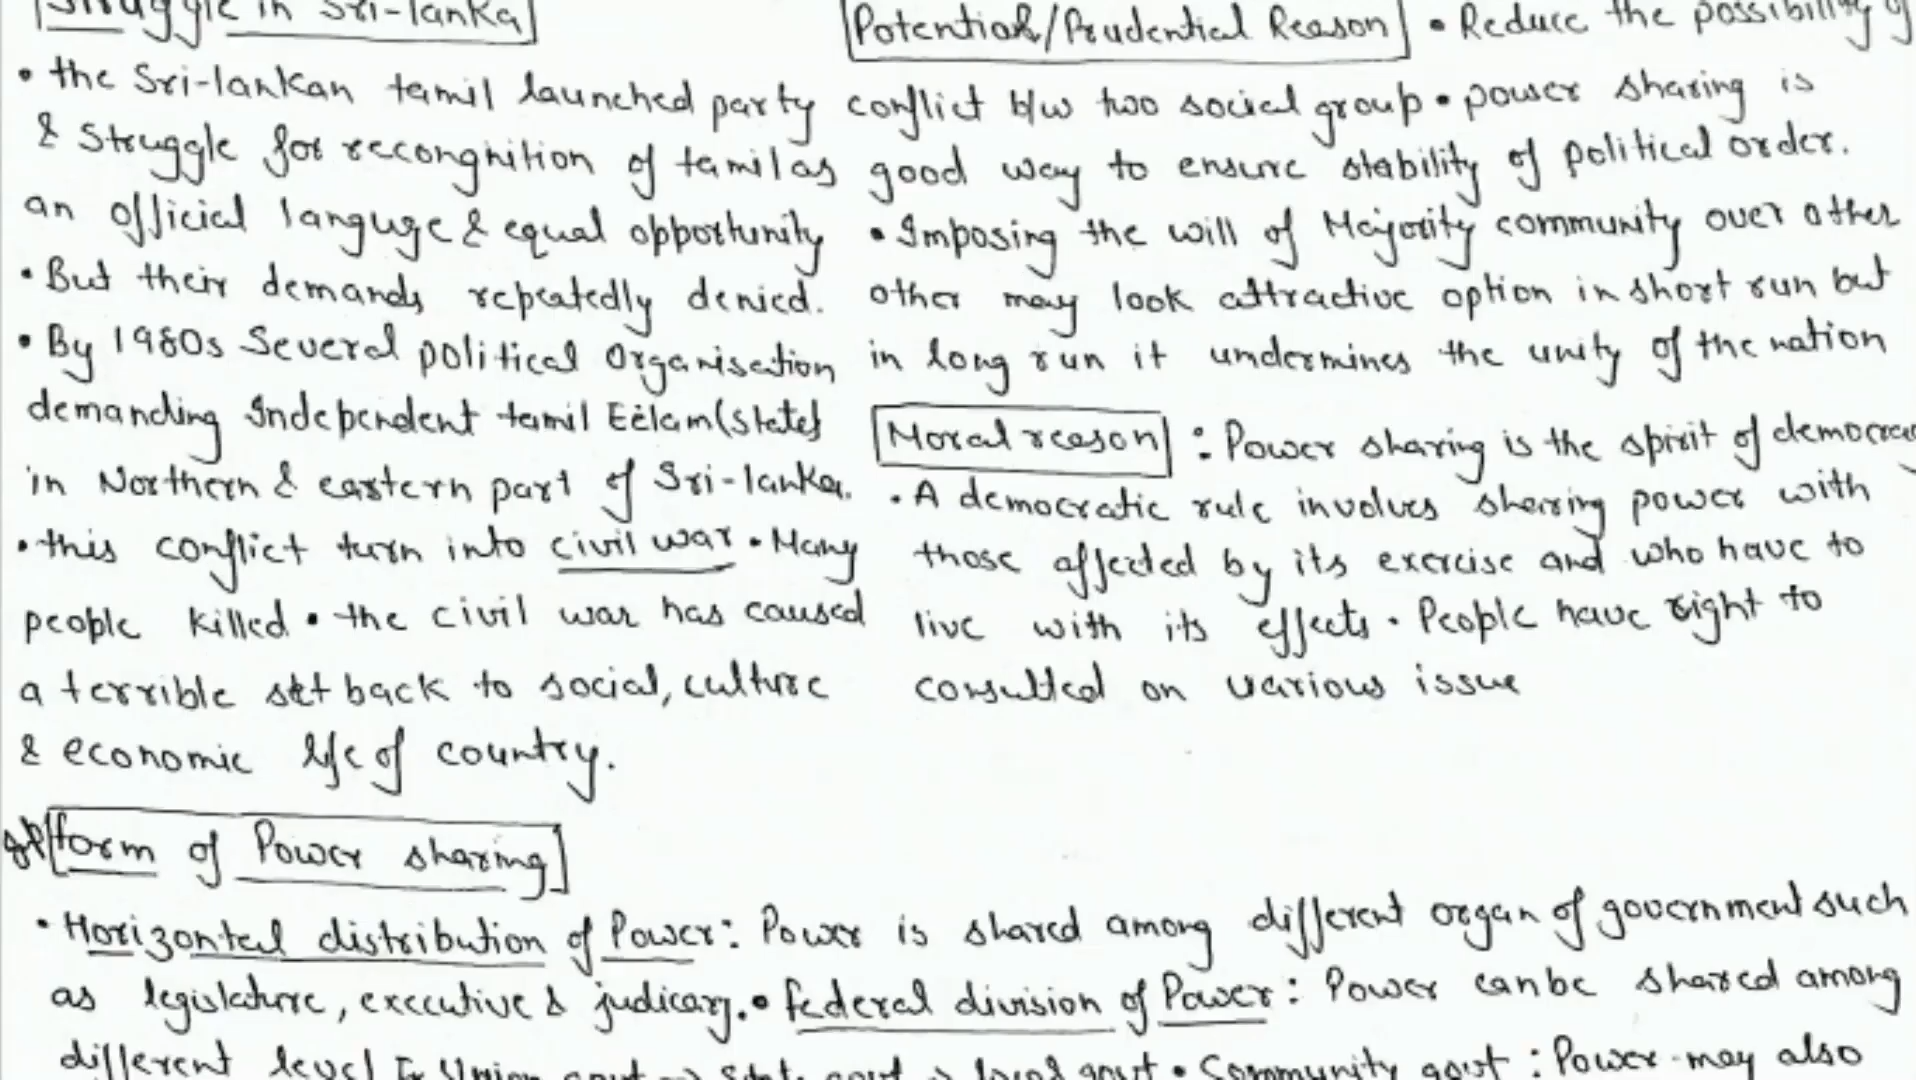 Struggle in Sri-lanka
• the Sri-lankan tamil launched party
& Struggle for recongnition of tamil as
an official languge & equal opportunity
• But their demands repeatedly denied.
• By 1980s Several political Organisation
demanding Independent tamil Eelam (state)
in Northern & eastern part of Sri-lanka.
• this conflict turn into civil war • Many
people killed • the civil war has caused
a terrible set back to social, culture
& economic life of country.
Potential/Prudential Reason • Reduce the possibility of
conflict b/w two social group • power sharing is
good way to ensure stability of political order.
• Imposing the will of Majority community over other
other may look attractive option in short run but
in long run it undermines the unity of the nation
Moral reason : Power sharing is the spirit of democrac
• A democratic rule involves sharing power with
those affected by its exercise and who have to
live with its effects • People have right to
consulted on various issue
form of Power sharing
• Horizontal distribution of Power : Power is shared among different organ of government such
as legislature, executive & judicary. • federal division of Power : Power can be shared among
different level Union govt → State govt → local govt • Community govt : Power may also